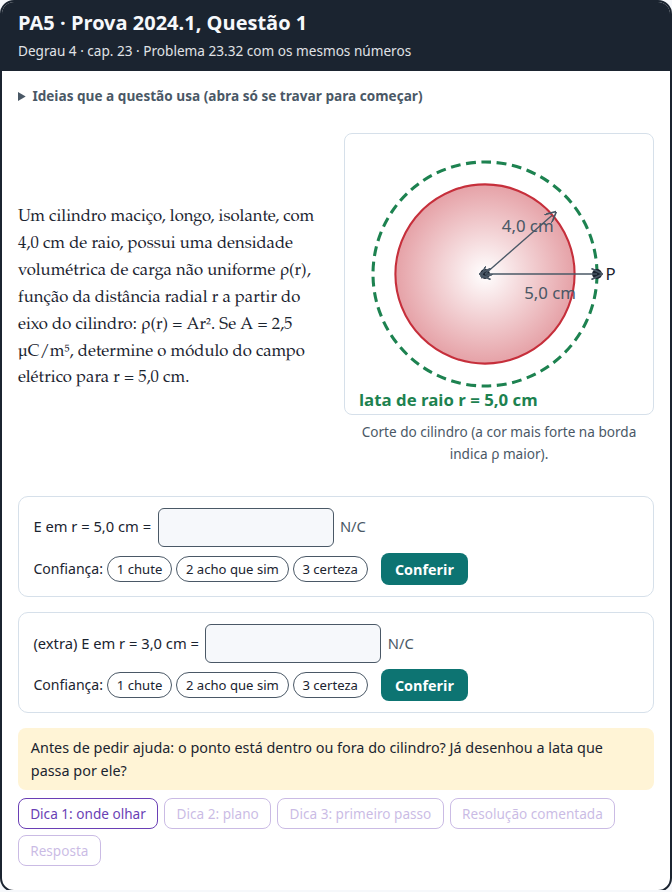 PA5 · Prova 2024.1, Questão 1
Degrau 4 · cap. 23 · Problema 23.32 com os mesmos números
▶ Ideias que a questão usa (abra só se travar para começar)
Um cilindro maciço, longo, isolante, com
4,0 cm de raio, possui uma densidade
volumétrica de carga não uniforme ρ(r),
função da distância radial r a partir do
eixo do cilindro: ρ(r) = Ar². Se A = 2,5
μC/m⁵, determine o módulo do campo
elétrico para r = 5,0 cm.
4,0 cm
P
5,0 cm
lata de raio r = 5,0 cm
Corte do cilindro (a cor mais forte na borda
indica ρ maior).
E em r = 5,0 cm = N/C
Confiança: 1 chute 2 acho que sim 3 certeza Conferir
(extra) E em r = 3,0 cm = N/C
Confiança: 1 chute 2 acho que sim 3 certeza Conferir
Antes de pedir ajuda: o ponto está dentro ou fora do cilindro? Já desenhou a lata que
passa por ele?
Dica 1: onde olhar Dica 2: plano Dica 3: primeiro passo Resolução comentada
Resposta